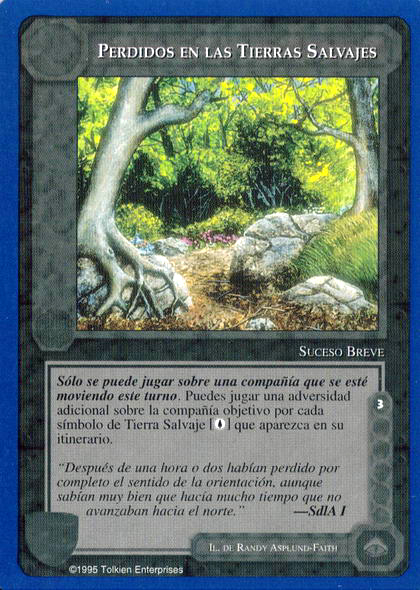 PERDIDOS EN LAS TIERRAS SALVAJES
SUCESO BREVE
Sólo se puede jugar sobre una compañía que se esté
moviendo este turno. Puedes jugar una adversidad
adicional sobre la compañía objetivo por cada
símbolo de Tierra Salvaje [ ] que aparezca en su
itinerario.
3
“Después de una hora o dos habían perdido por
completo el sentido de la orientación, aunque
sabían muy bien que hacía mucho tiempo que no
avanzaban hacia el norte.” —SdlA I
IL. DE RANDY ASPLUND-FAITH
©1995 Tolkien Enterprises